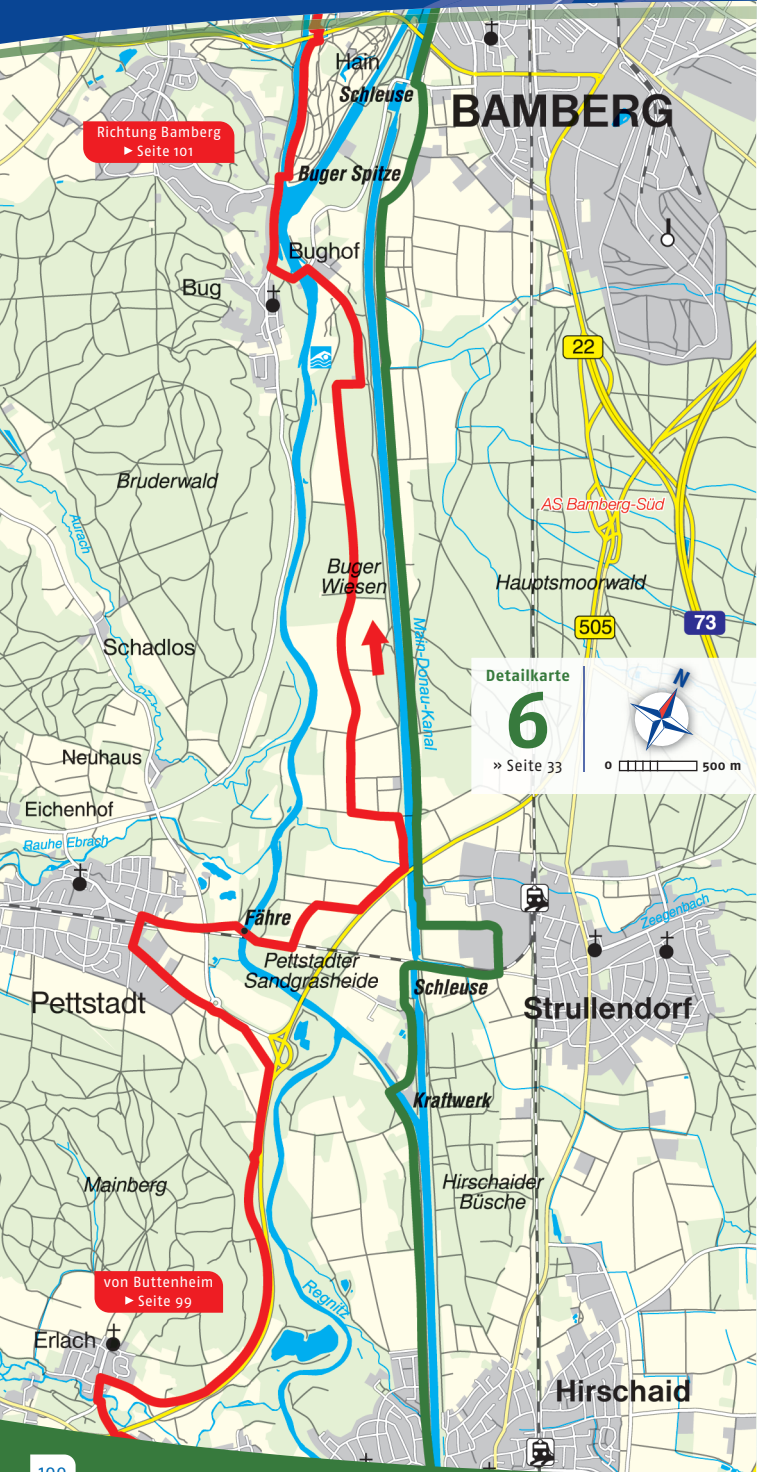 Hain
Schleuse
BAMBERG
Richtung Bamberg
▸ Seite 101
Buger Spitze
Bughof
Bug
22
Bruderwald
AS Bamberg-Süd
Aurach
Buger
Wiesen
Hauptsmoorwald
505
73
Schadlos
Main-Donau-Kanal
Detailkarte
6
» Seite 33
N
0 500 m
Neuhaus
Eichenhof
Rauhe Ebrach
Fähre
Zeegenbach
Pettstadter
Sandgrasheide
Schleuse
Pettstadt
Strullendorf
Kraftwerk
Mainberg
Hirschaider
Büsche
von Buttenheim
▸ Seite 99
Regnitz
Erlach
Hirschaid